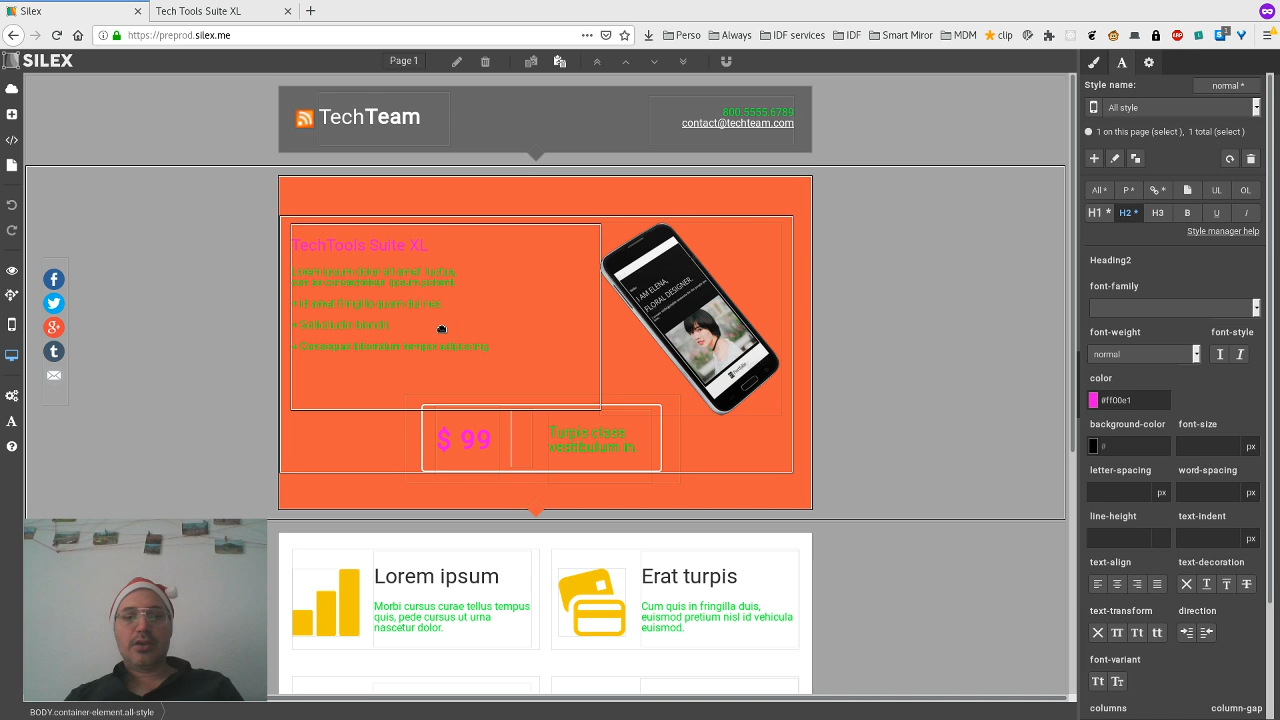 Silex
Tech Tools Suite XL
https://preprod.silex.me
Perso
Always
IDF services
IDF
Smart Miror
MDM
clip
SILEX
Page 1
Style name:
normal *
All style
1 on this page (select ), 1 total (select )
All *
P *
UL
OL
H1 *
H2 *
H3
B
U
I
Style manager help
Heading2
font-family
font-weight
font-style
normal
color
#ff00e1
background-color
font-size
#
px
letter-spacing
word-spacing
px
px
line-height
text-indent
px
text-align
text-decoration
text-transform
direction
font-variant
columns
column-gap
TechTeam
800.5555.6789
contact@techteam.com
TechTools Suite XL
I AM ELENA,
FLORAL DESIGNER,
$ 99
Turpis class
vestibulum in
Lorem ipsum
Morbi cursus curae tellus tempus
quis, pede cursus ut urna
nascetur dolor.
Erat turpis
Cum quis in fringilla duis,
euismod pretium nisl id vehicula
euismod.
BODY.container-element.all-style